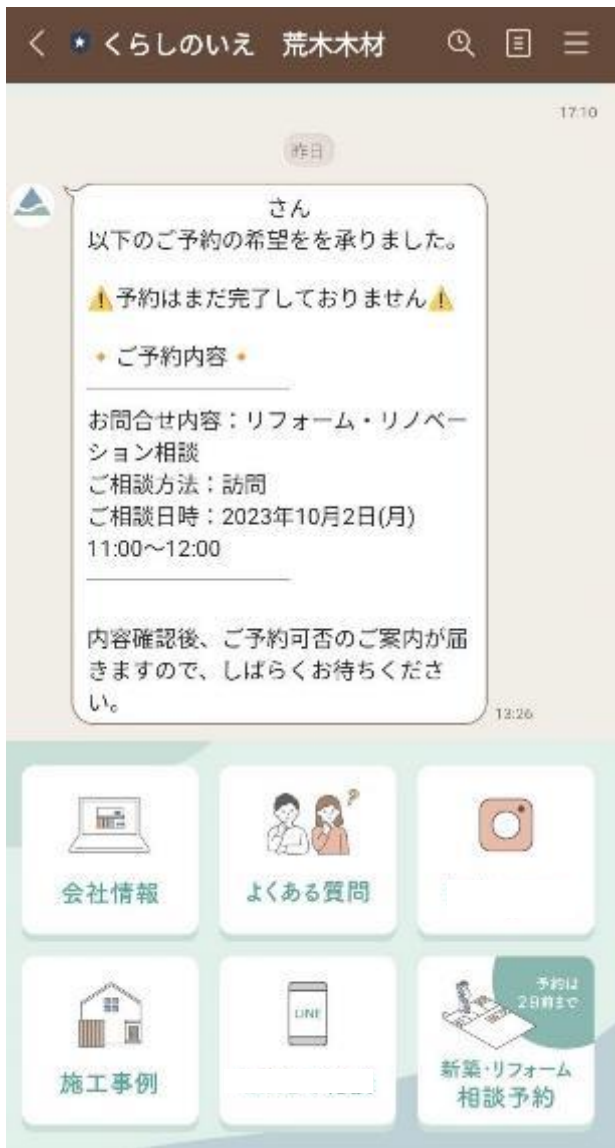 くらしのいえ 荒木木材
17:10
昨日
さん
以下のご予約の希望をを承りました。
⚠️予約はまだ完了しておりません⚠️
🔸ご予約内容🔸
お問合せ内容：リフォーム・リノベー
ション相談
ご相談方法：訪問
ご相談日時：2023年10月2日(月)
11:00～12:00
内容確認後、ご予約可否のご案内が届
きますので、しばらくお待ちくださ
い。
13:26
会社情報
よくある質問
施工事例
LINE
予約は
2日前まで
新築・リフォーム
相談予約